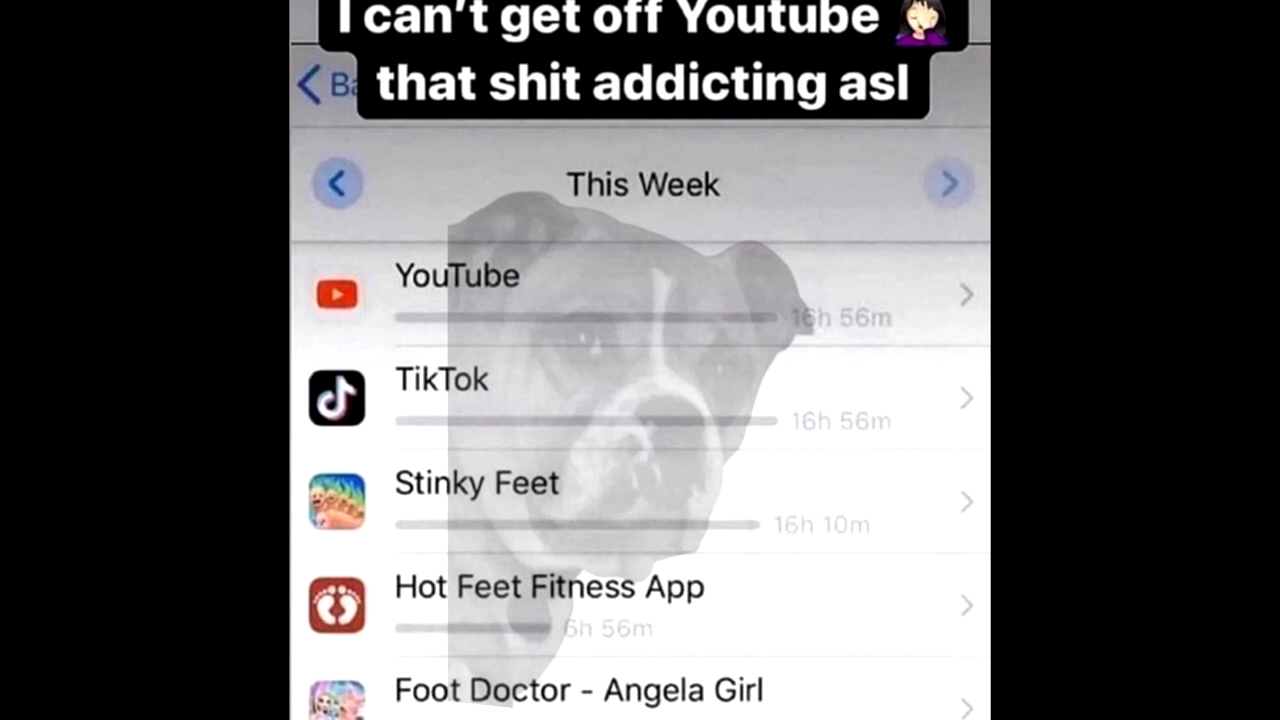 I can't get off Youtube 🤦🏻‍♀️
that shit addicting asl
This Week
YouTube
16h 56m
TikTok
16h 56m
Stinky Feet
16h 10m
Hot Feet Fitness App
6h 56m
Foot Doctor - Angela Girl